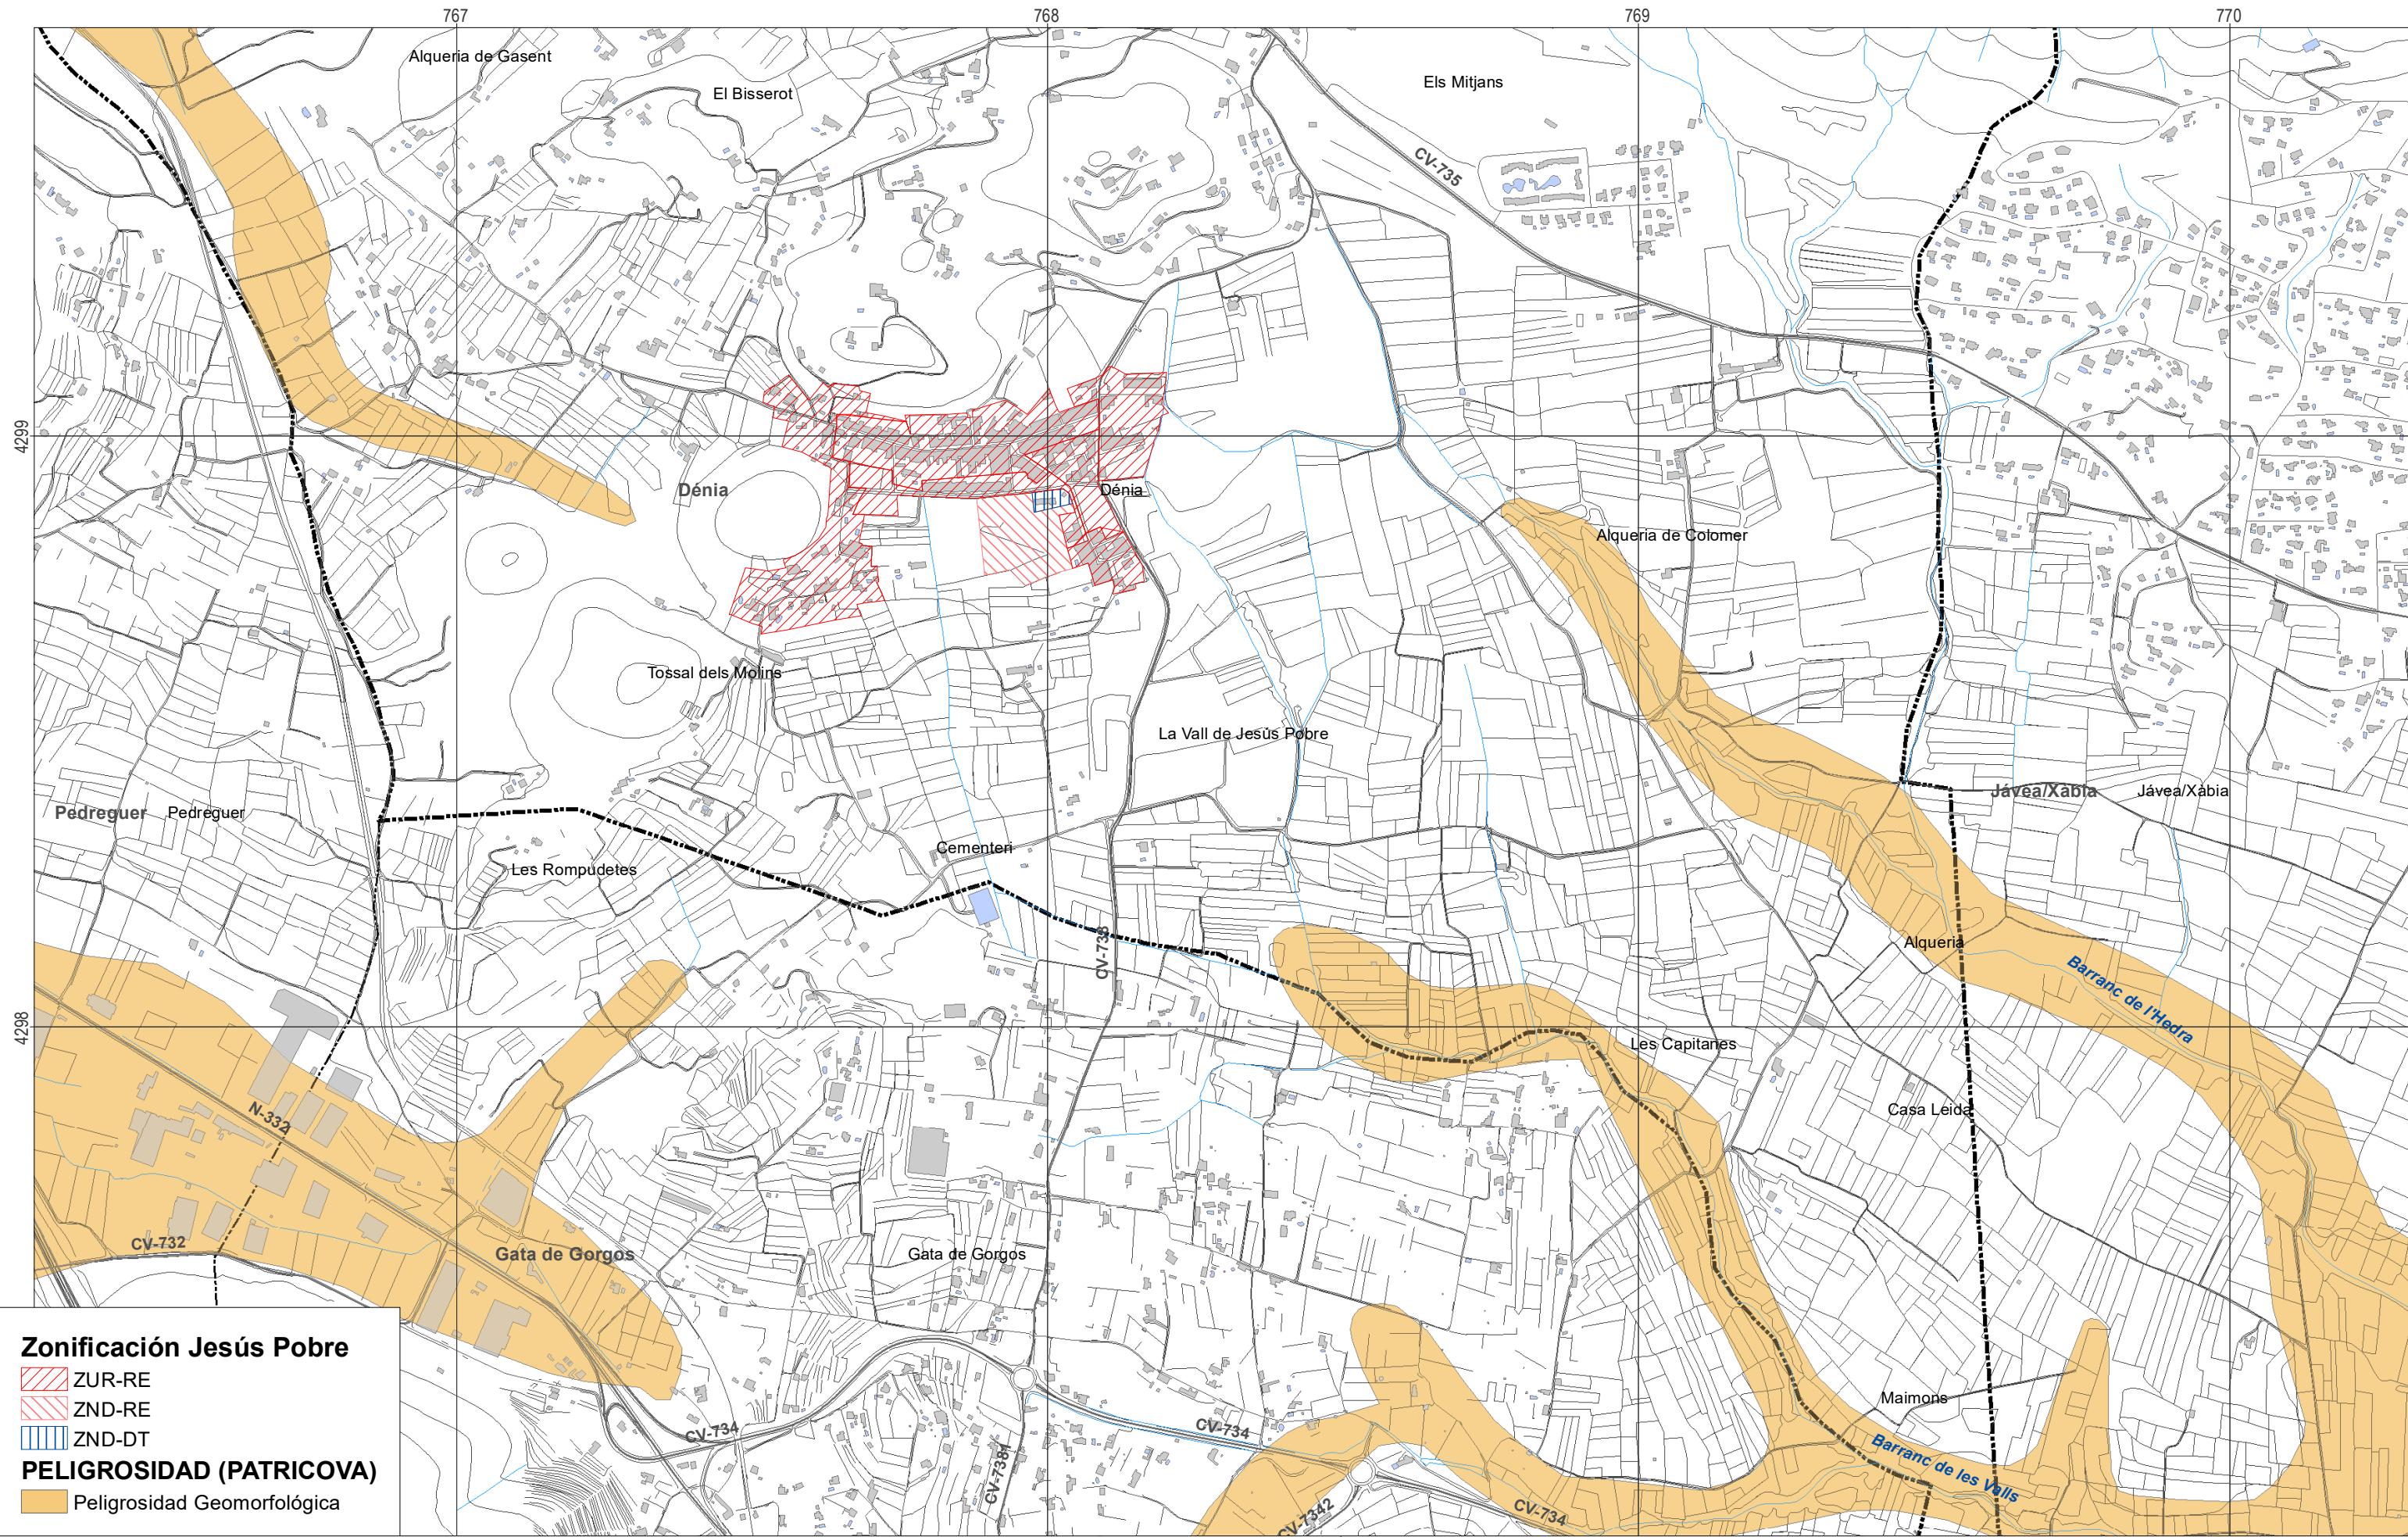 767
768
769
770
Alqueria de Gasent
El Bisserot
Els Mitjans
CV-735
4299
Dénia
Dénia
Alqueria de Colomer
Tossal dels Molins
La Vall de Jesús Pobre
Pedreguer
Pedreguer
Jávea/Xàbia
Jávea/Xàbia
Cementeri
Les Rompudetes
CV-738
Alqueria
Barranc de l'Hedra
4298
Les Capitanes
N-332
Casa Leida
CV-732
Gata de Gorgos
Gata de Gorgos
Maimons
CV-734
CV-734
CV-7381
Barranc de les Valls
CV-7342
CV-734
Zonificación Jesús Pobre
ZUR-RE
ZND-RE
ZND-DT
PELIGROSIDAD (PATRICOVA)
Peligrosidad Geomorfológica